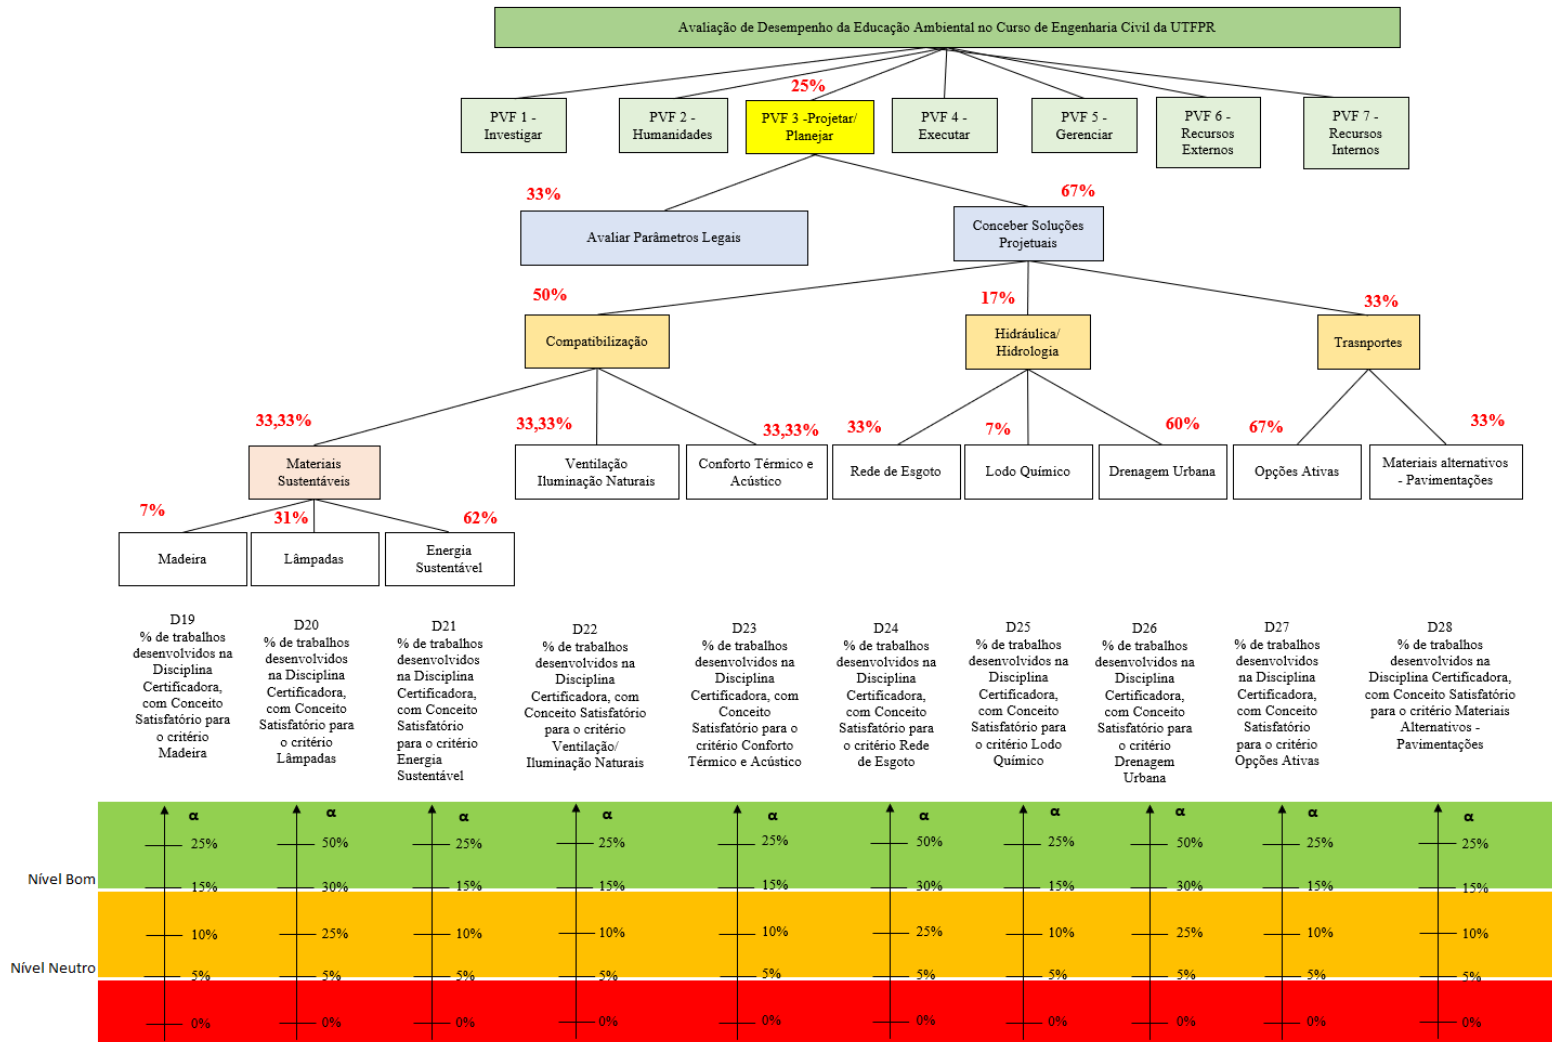 Avaliação de Desempenho da Educação Ambiental no Curso de Engenharia Civil da UTFPR
25%
PVF 1 -
Investigar
PVF 2 -
Humanidades
PVF 3 -Projetar/
Planejar
PVF 4 -
Executar
PVF 5 -
Gerenciar
PVF 6 -
Recursos
Externos
PVF 7 -
Recursos
Internos
33%
67%
Avaliar Parâmetros Legais
Conceber Soluções
Projetuais
50%
17%
33%
Compatibilização
Hidráulica/
Hidrologia
Trasnportes
33,33%
33,33%
33,33%
33%
7%
60%
67%
33%
Materiais
Sustentáveis
Ventilação
Iluminação Naturais
Conforto Térmico e
Acústico
Rede de Esgoto
Lodo Químico
Drenagem Urbana
Opções Ativas
Materiais alternativos
- Pavimentações
7%
31%
62%
Madeira
Lâmpadas
Energia
Sustentável
D19
% de trabalhos
desenvolvidos na
Disciplina
Certificadora,
com Conceito
Satisfatório para
o critério
Madeira
D20
% de trabalhos
desenvolvidos
na Disciplina
Certificadora,
com Conceito
Satisfatório para
o critério
Lâmpadas
D21
% de trabalhos
desenvolvidos
na Disciplina
Certificadora,
com Conceito
Satisfatório
para o critério
Energia
Sustentável
D22
% de trabalhos
desenvolvidos na
Disciplina
Certificadora, com
Conceito Satisfatório
para o critério
Ventilação/
Iluminação Naturais
D23
% de trabalhos
desenvolvidos na
Disciplina
Certificadora, com
Conceito
Satisfatório para o
critério Conforto
Térmico e Acústico
D24
% de trabalhos
desenvolvidos na
Disciplina
Certificadora,
com Conceito
Satisfatório para
o critério Rede
de Esgoto
D25
% de trabalhos
desenvolvidos na
Disciplina
Certificadora,
com Conceito
Satisfatório para
o critério Lodo
Químico
D26
% de trabalhos
desenvolvidos na
Disciplina
Certificadora,
com Conceito
Satisfatório para
o critério
Drenagem
Urbana
D27
% de trabalhos
desenvolvidos
na Disciplina
Certificadora,
com Conceito
Satisfatório
para o critério
Opções Ativas
D28
% de trabalhos
desenvolvidos na
Disciplina Certificadora,
com Conceito Satisfatório
para o critério Materiais
Alternativos -
Pavimentações
α α α α α α α α α α
25% 50% 25% 25% 25% 50% 25% 50% 25% 25%
Nível Bom
15% 30% 15% 15% 15% 30% 15% 30% 15% 15%
10% 25% 10% 10% 10% 25% 10% 25% 10% 10%
Nível Neutro
5% 5% 5% 5% 5% 5% 5% 5% 5% 5%
0% 0% 0% 0% 0% 0% 0% 0% 0% 0%